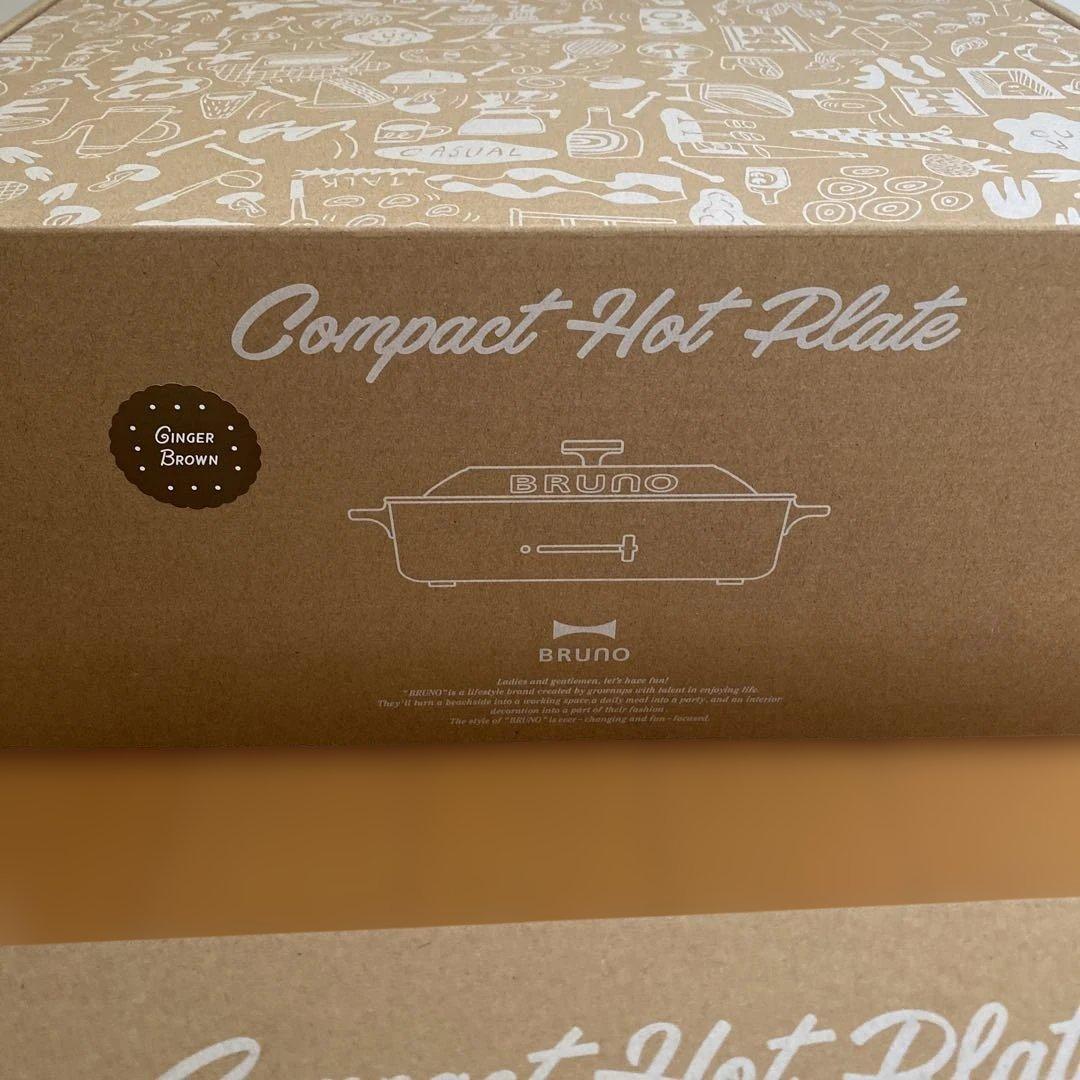 CASUAL
TALK
Compact Hot Plate
GINGER
BROWN
BRUNO
BRUNO
Ladies and gentlemen, let's have fun!
"BRUNO" is a lifestyle brand created by grownups with talent in enjoying life.
They'll turn a beachside into a working space,a daily meal into a party, and an interior
decoration into a part of their fashion
The style of "BRUNO" is ever - changing and fun - focused.
Compact Hot Plat